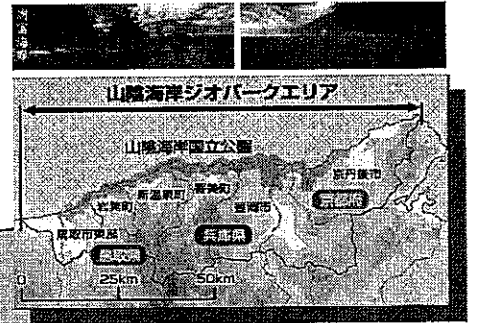 山陰海岸ジオパークエリア
山陰海岸国立公園
京丹後市
香美町
新温泉町
岩美町
豊岡市
京都府
鳥取市東部
兵庫県
鳥取県
0 25km 50km